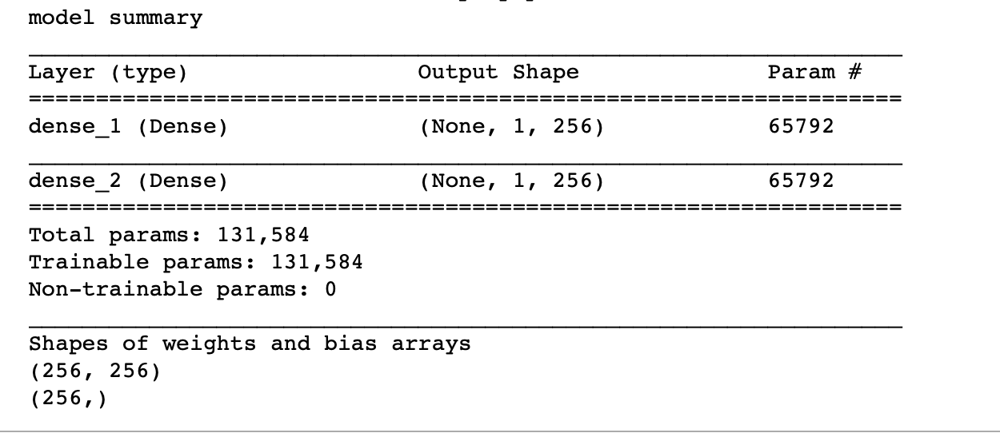 model summary
_________________________________________________________________
Layer (type)                 Output Shape              Param #
=================================================================
dense_1 (Dense)              (None, 1, 256)            65792
_________________________________________________________________
dense_2 (Dense)              (None, 1, 256)            65792
=================================================================
Total params: 131,584
Trainable params: 131,584
Non-trainable params: 0
_________________________________________________________________
Shapes of weights and bias arrays
(256, 256)
(256,)